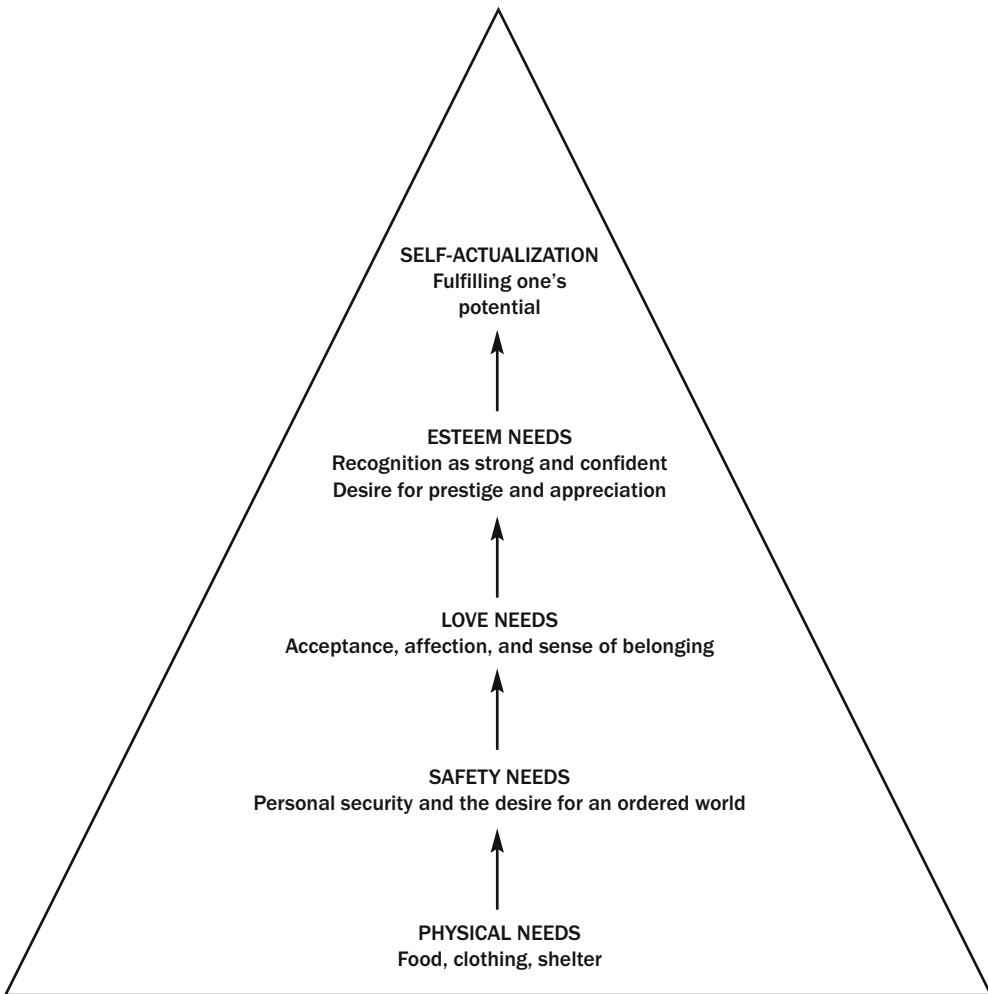 SELF-ACTUALIZATION
Fulfilling one’s
potential
ESTEEM NEEDS
Recognition as strong and confident
Desire for prestige and appreciation
LOVE NEEDS
Acceptance, affection, and sense of belonging
SAFETY NEEDS
Personal security and the desire for an ordered world
PHYSICAL NEEDS
Food, clothing, shelter